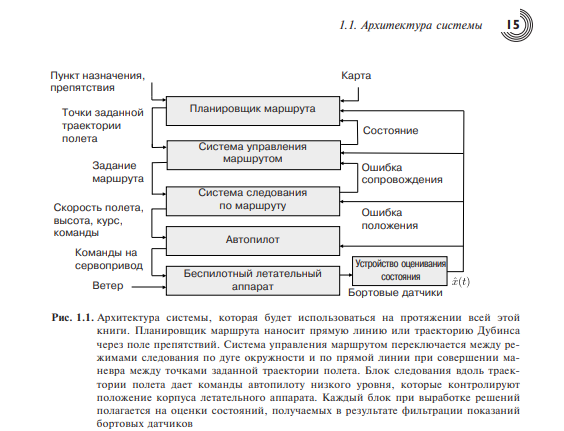 1.1. Архитектура системы 15
Пункт назначения,
препятствия
Карта
Планировщик маршрута
Точки заданной
траектории
полета
Состояние
Система управления
маршрутом
Задание
маршрута
Ошибка
сопровождения
Система следования
по маршруту
Скорость полета,
высота, курс,
команды
Ошибка
положения
Автопилот
Команды на
сервопривод
Устройство оценивания
состояния
Беспилотный летательный
аппарат
x̂(t)
Ветер
Бортовые датчики
Рис. 1.1. Архитектура системы, которая будет использоваться на протяжении всей этой
книги. Планировщик маршрута наносит прямую линию или траекторию Дубинса
через поле препятствий. Система управления маршрутом переключается между ре-
жимами следования по дуге окружности и по прямой линии при совершении ма-
невра между точками заданной траектории полета. Блок следования вдоль траек-
тории полета дает команды автопилоту низкого уровня, которые контролируют
положение корпуса летательного аппарата. Каждый блок при выработке решений
полагается на оценки состояний, получаемых в результате фильтрации показаний
бортовых датчиков